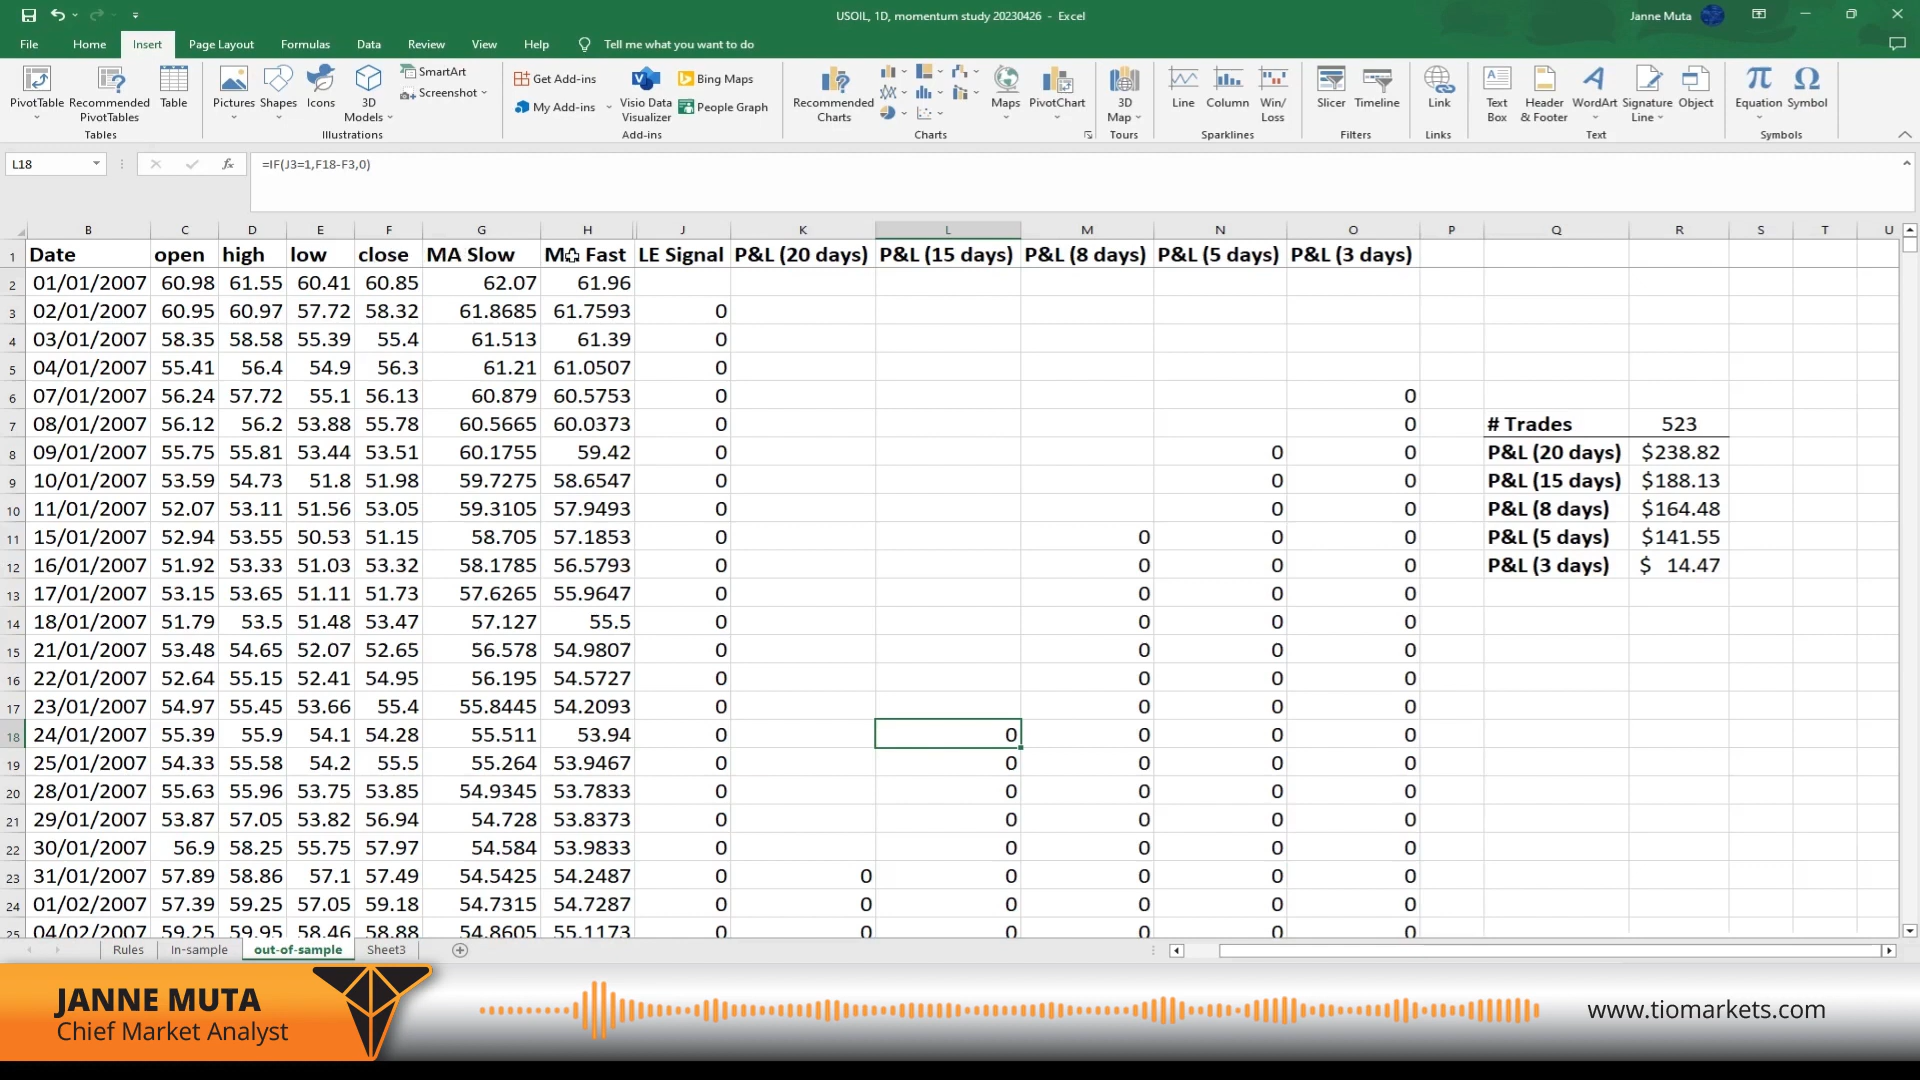 USOIL, 1D, momentum study 20230426 - Excel
Janne Muta
File Home Insert Page Layout Formulas Data Review View Help Tell me what you want to do
PivotTable
Recommended PivotTables
Table
Tables
Pictures
Shapes
Icons
3D Models
SmartArt
Screenshot
Illustrations
Get Add-ins
My Add-ins
Visio Data Visualizer
Bing Maps
People Graph
Add-ins
Recommended Charts
Maps
PivotChart
Charts
3D Map
Tours
Line
Column
Win/ Loss
Sparklines
Slicer
Timeline
Filters
Link
Links
Text Box
Header & Footer
WordArt
Signature Line
Object
Text
Equation
Symbol
Symbols
L18
fx
=IF(J3=1,F18-F3,0)
B C D E F G H J K L M N O P Q R S T U
1 Date open high low close MA Slow MA Fast LE Signal P&L (20 days) P&L (15 days) P&L (8 days) P&L (5 days) P&L (3 days)
2 01/01/2007 60.98 61.55 60.41 60.85 62.07 61.96
3 02/01/2007 60.95 60.97 57.72 58.32 61.8685 61.7593 0
4 03/01/2007 58.35 58.58 55.39 55.4 61.513 61.39 0
5 04/01/2007 55.41 56.4 54.9 56.3 61.21 61.0507 0
6 07/01/2007 56.24 57.72 55.1 56.13 60.879 60.5753 0 0
7 08/01/2007 56.12 56.2 53.88 55.78 60.5665 60.0373 0 0 # Trades 523
8 09/01/2007 55.75 55.81 53.44 53.51 60.1755 59.42 0 0 0 P&L (20 days) $238.82
9 10/01/2007 53.59 54.73 51.8 51.98 59.7275 58.6547 0 0 0 P&L (15 days) $188.13
10 11/01/2007 52.07 53.11 51.56 53.05 59.3105 57.9493 0 0 0 P&L (8 days) $164.48
11 15/01/2007 52.94 53.55 50.53 51.15 58.705 57.1853 0 0 0 0 P&L (5 days) $141.55
12 16/01/2007 51.92 53.33 51.03 53.32 58.1785 56.5793 0 0 0 0 P&L (3 days) $ 14.47
13 17/01/2007 53.15 53.65 51.11 51.73 57.6265 55.9647 0 0 0 0
14 18/01/2007 51.79 53.5 51.48 53.47 57.127 55.5 0 0 0 0
15 21/01/2007 53.48 54.65 52.07 52.65 56.578 54.9807 0 0 0 0
16 22/01/2007 52.64 55.15 52.41 54.95 56.195 54.5727 0 0 0 0
17 23/01/2007 54.97 55.45 53.66 55.4 55.8445 54.2093 0 0 0 0
18 24/01/2007 55.39 55.9 54.1 54.28 55.511 53.94 0 0 0 0 0
19 25/01/2007 54.33 55.58 54.2 55.5 55.264 53.9467 0 0 0 0 0
20 28/01/2007 55.63 55.96 53.75 53.85 54.9345 53.7833 0 0 0 0 0
21 29/01/2007 53.87 57.05 53.82 56.94 54.728 53.8373 0 0 0 0 0
22 30/01/2007 56.9 58.25 55.75 57.97 54.584 53.9833 0 0 0 0 0
23 31/01/2007 57.89 58.86 57.1 57.49 54.5425 54.2487 0 0 0 0 0 0
24 01/02/2007 57.39 59.25 57.05 59.18 54.7315 54.7287 0 0 0 0 0 0
25 04/02/2007 59.25 59.95 58.46 58.88 54.8605 55.1173 0 0 0 0 0 0
Rules In-sample out-of-sample Sheet3
JANNE MUTA
Chief Market Analyst
www.tiomarkets.com